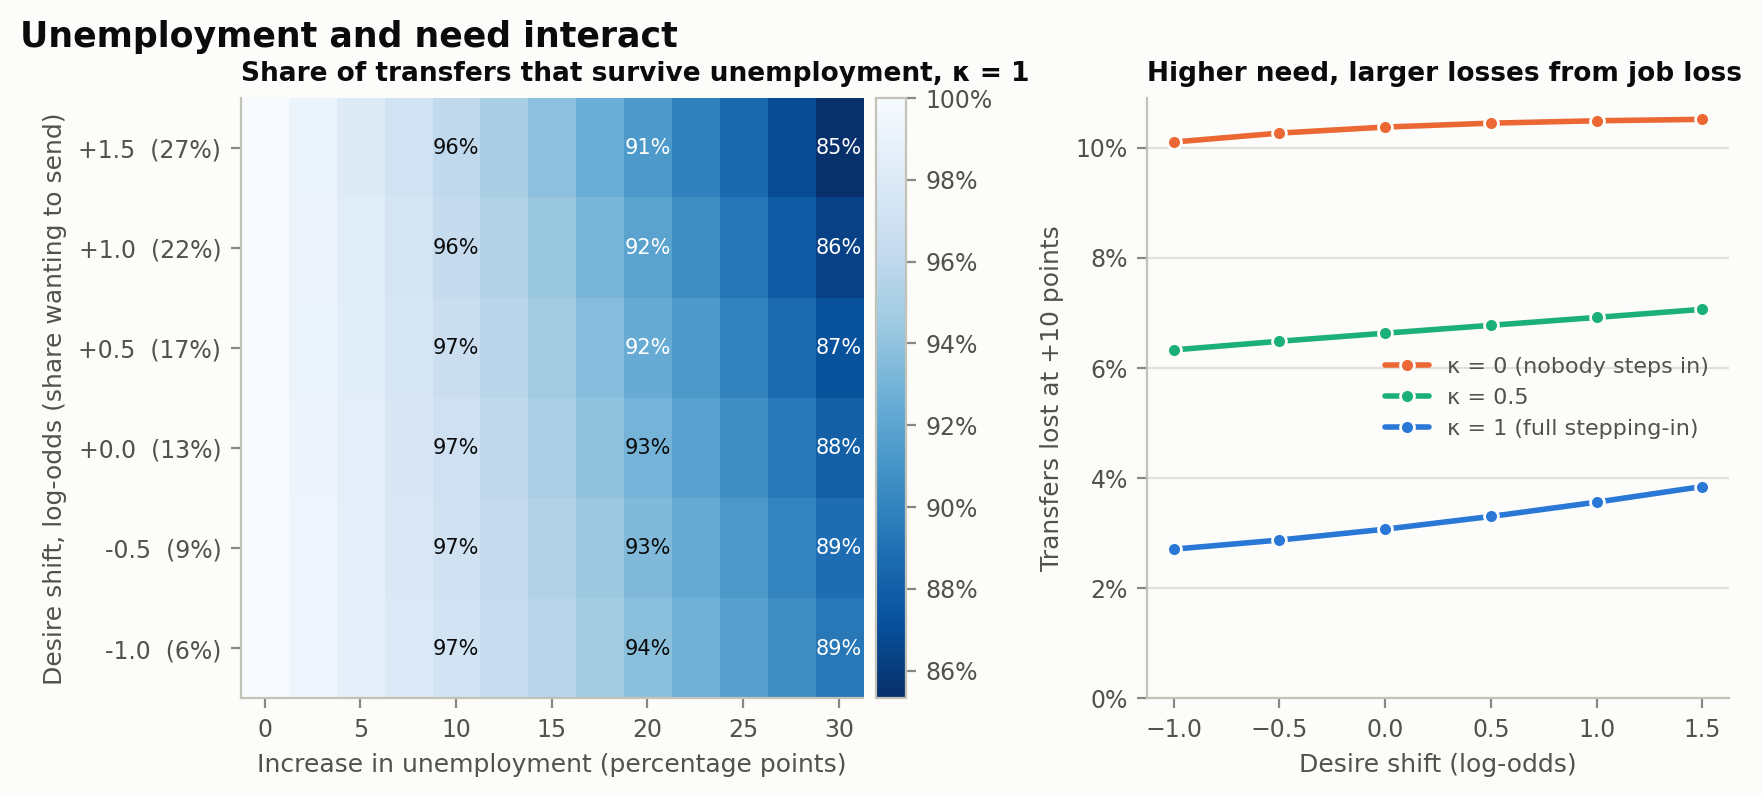 Unemployment and need interact
Share of transfers that survive unemployment, κ = 1
Desire shift, log-odds (share wanting to send)
+1.5 (27%)
+1.0 (22%)
+0.5 (17%)
+0.0 (13%)
-0.5 (9%)
-1.0 (6%)
96% 91% 85%
96% 92% 86%
97% 92% 87%
97% 93% 88%
97% 93% 89%
97% 94% 89%
0 5 10 15 20 25 30
Increase in unemployment (percentage points)
100%
98%
96%
94%
92%
90%
88%
86%
Higher need, larger losses from job loss
Transfers lost at +10 points
10%
8%
6%
4%
2%
0%
κ = 0 (nobody steps in)
κ = 0.5
κ = 1 (full stepping-in)
−1.0 −0.5 0.0 0.5 1.0 1.5
Desire shift (log-odds)